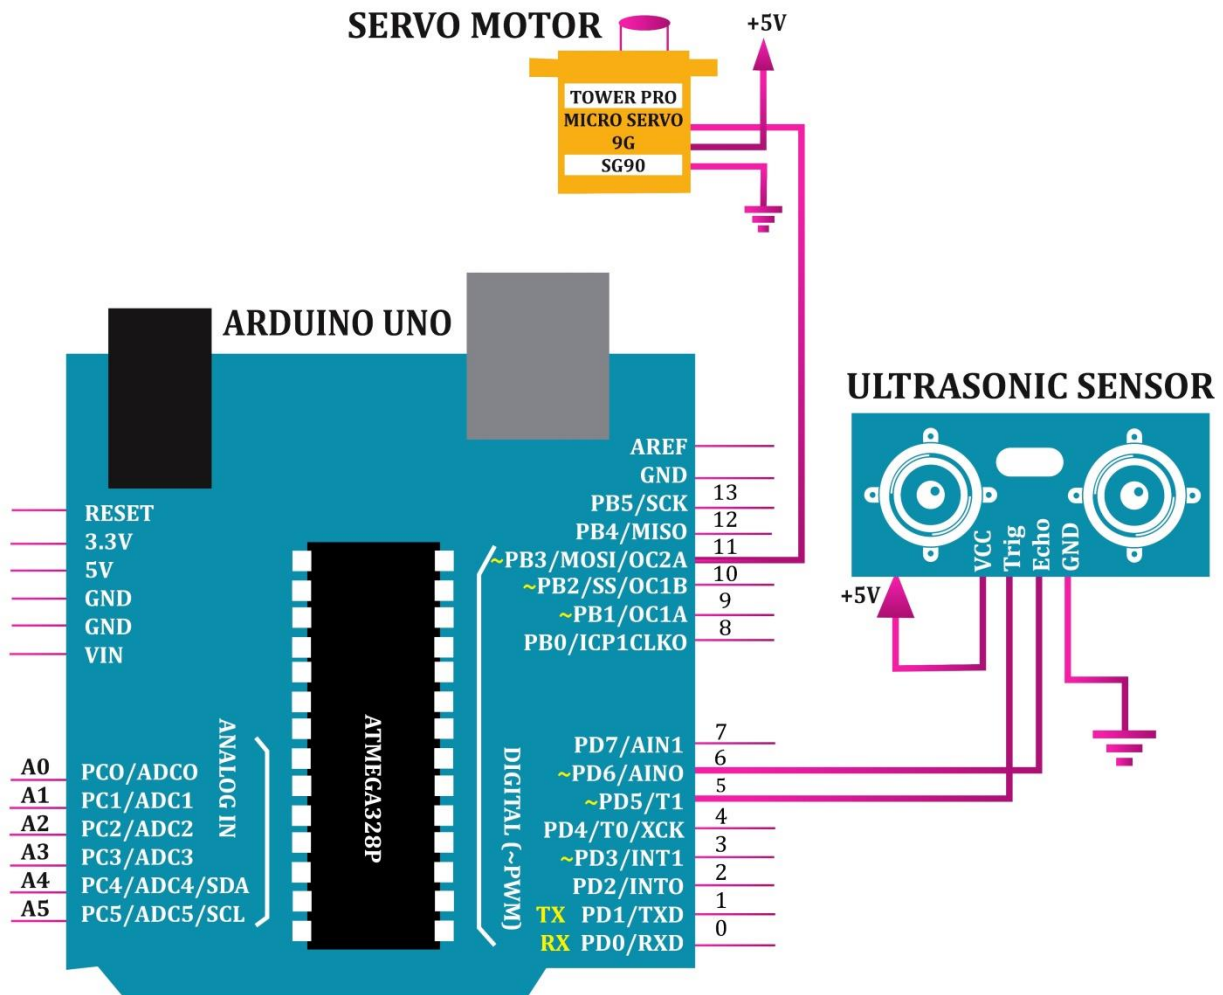 SERVO MOTOR
+5V
TOWER PRO
MICRO SERVO
9G
SG90
ARDUINO UNO
ULTRASONIC SENSOR
VCC
Trig
Echo
GND
+5V
RESET
3.3V
5V
GND
GND
VIN
AREF
GND
PB5/SCK 13
PB4/MISO 12
~PB3/MOSI/OC2A 11
~PB2/SS/OC1B 10
~PB1/OC1A 9
PB0/ICP1CLKO 8
ATMEGA328P
ANALOG IN
DIGITAL (~PWM)
A0 PCO/ADCO
A1 PC1/ADC1
A2 PC2/ADC2
A3 PC3/ADC3
A4 PC4/ADC4/SDA
A5 PC5/ADC5/SCL
PD7/AIN1 7
~PD6/AINO 6
~PD5/T1 5
PD4/T0/XCK 4
~PD3/INT1 3
PD2/INTO 2
TX PD1/TXD 1
RX PD0/RXD 0